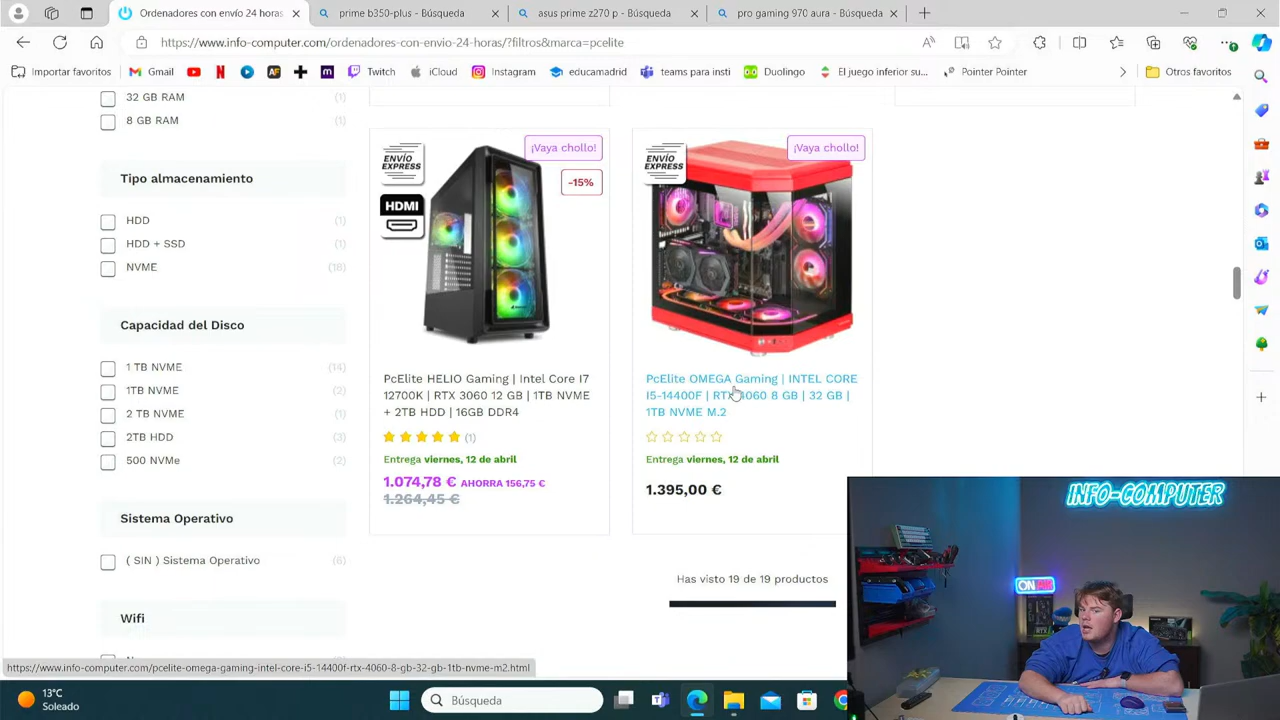 Ordenadores con envío 24 horas
prime b350-plus - Búsqueda
asus prime z270 p - Búsqueda
pro gaming 970 aura - Búsqueda
https://www.info-computer.com/ordenadores-con-envio-24-horas/?filtros&marca=pcelite
Importar favoritos
Gmail
Twitch
iCloud
Instagram
educamadrid
teams para insti
Duolingo
El juego inferior su...
Pointer Pointer
Otros favoritos
32 GB RAM (1)
8 GB RAM (1)
Tipo almacenamiento
HDD (1)
HDD + SSD (1)
NVME (18)
Capacidad del Disco
1 TB NVME (14)
1TB NVME (2)
2 TB NVME (1)
2TB HDD (3)
500 NVMe (2)
Sistema Operativo
( SIN ) Sistema Operativo (6)
Wifi
ENVÍO
EXPRESS
HDMI
¡Vaya chollo!
-15%
PcElite HELIO Gaming | Intel Core I7
12700K | RTX 3060 12 GB | 1TB NVME
+ 2TB HDD | 16GB DDR4
(1)
Entrega viernes, 12 de abril
1.074,78 € AHORRA 156,75 €
1.264,45 €
ENVÍO
EXPRESS
¡Vaya chollo!
PcElite OMEGA Gaming | INTEL CORE
I5-14400F | RTX 4060 8 GB | 32 GB |
1TB NVME M.2
Entrega viernes, 12 de abril
1.395,00 €
Has visto 19 de 19 productos
INFO-COMPUTER
ON AIR
https://www.info-computer.com/pcelite-omega-gaming-intel-core-i5-14400f-rtx-4060-8-gb-32-gb-1tb-nvme-m2.html
13°C
Soleado
Búsqueda